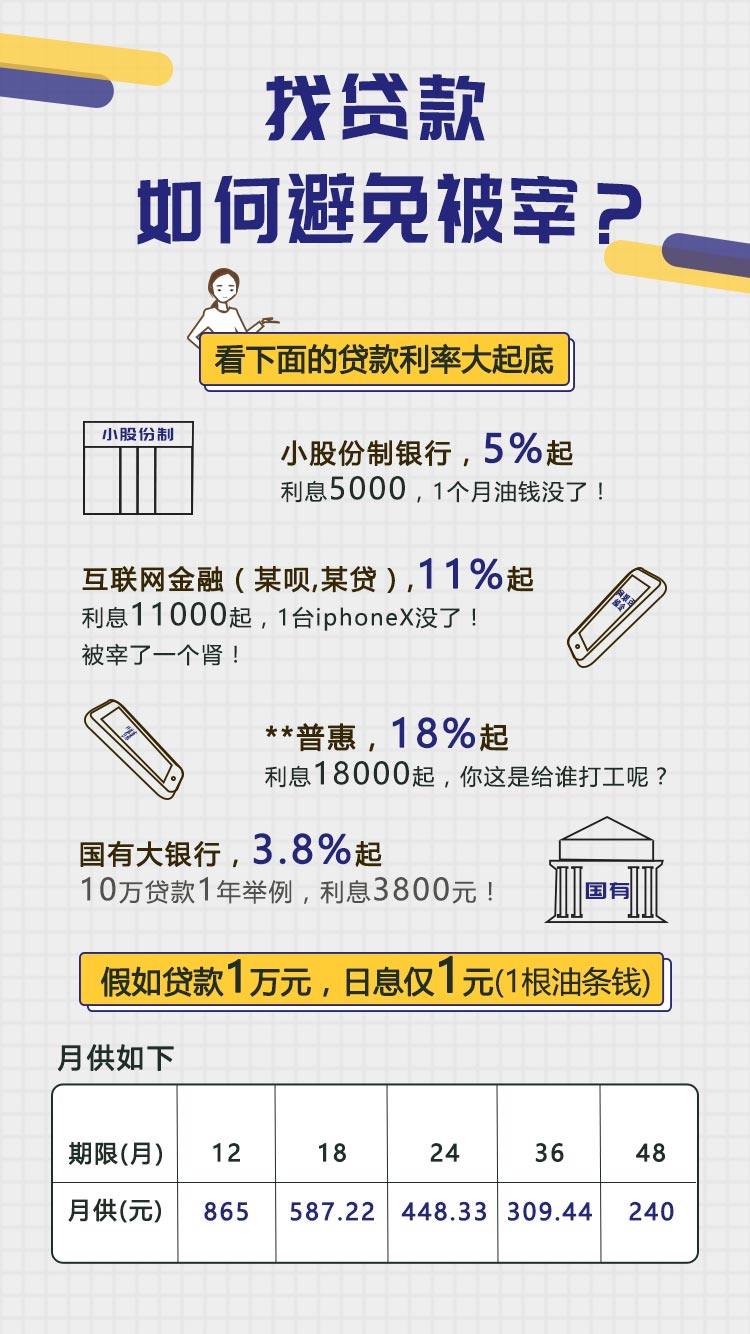 找贷款
如何避免被宰?
看下面的贷款利率大起底
小股份制
小股份制银行，5%起
利息5000，1个月油钱没了！
互联网金融（某呗,某贷）,11%起
利息11000起，1台iphoneX没了！
被宰了一个肾！
**普惠，18%起
利息18000起，你这是给谁打工呢？
国有大银行，3.8%起
10万贷款1年举例，利息3800元！
国有
假如贷款1万元，日息仅1元(1根油条钱)
月供如下
期限(月) 12 18 24 36 48
月供(元) 865 587.22 448.33 309.44 240